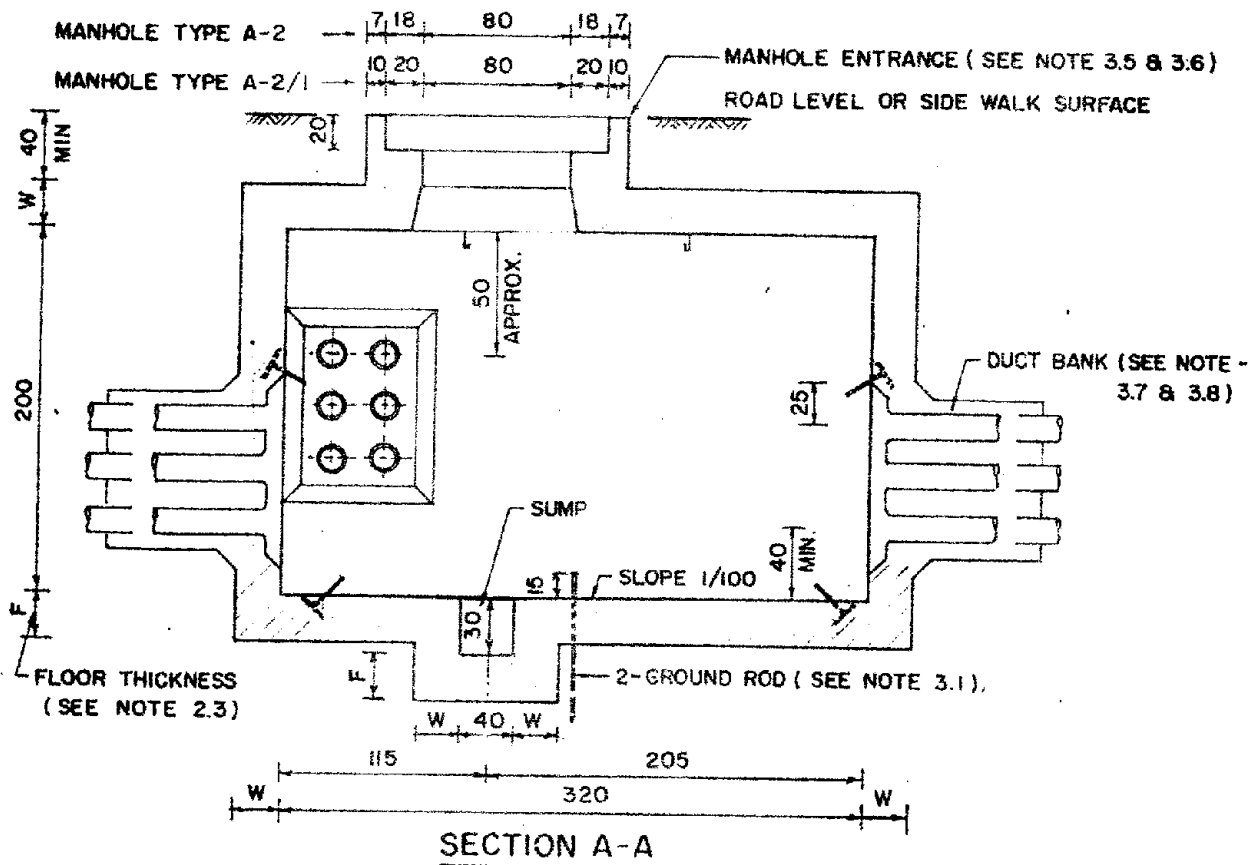 MANHOLE TYPE A-2
7 18 80 18 7
MANHOLE TYPE A-2/1
10 20 80 20 10
MANHOLE ENTRANCE ( SEE NOTE 3.5 & 3.6)
ROAD LEVEL OR SIDE WALK SURFACE
40
MIN
20
W
200
50
APPROX.
DUCT BANK (SEE NOTE -
3.7 & 3.8)
25
SUMP
40
MIN.
15
SLOPE 1/100
F
30
FLOOR THICKNESS
(SEE NOTE 2.3)
F
2-GROUND ROD ( SEE NOTE 3.1),
W 40 W
115
205
W
320
W
SECTION A-A